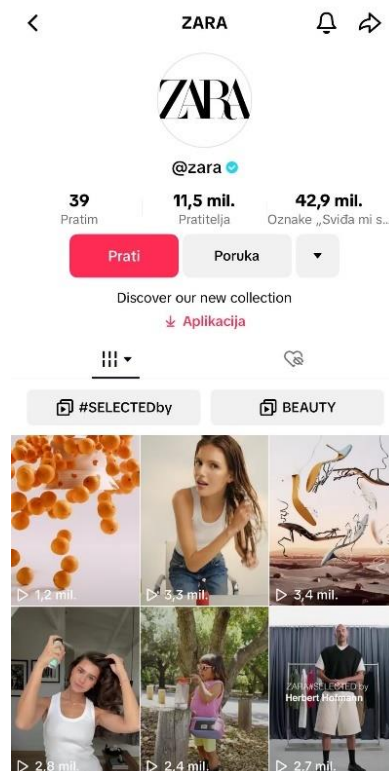 ZARA
ZARA
@zara
39 11,5 mil. 42,9 mil.
Pratim Pratitelja Oznake „Sviđa mi s...
Prati Poruka
Discover our new collection
Aplikacija
#SELECTEDby BEAUTY
1,2 mil. 3,3 mil. 3,4 mil.
ZARA#SELECTED by
Herbert Hofmann
2,8 mil. 2,4 mil. 2,7 mil.